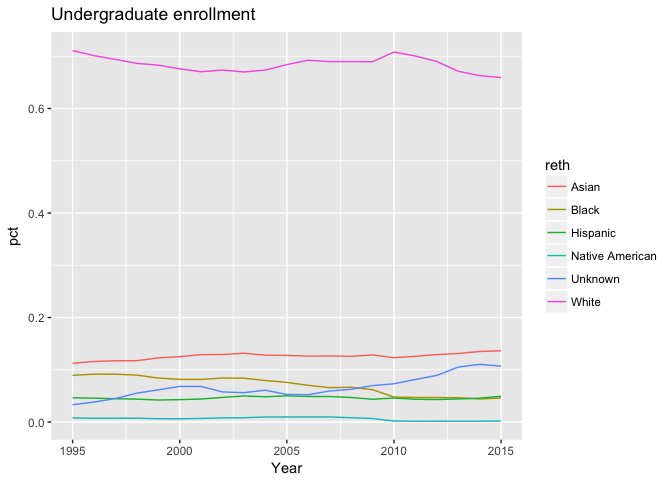 Undergraduate enrollment
pct
0.6
0.4
0.2
0.0
1995 2000 2005 2010 2015
Year
reth
Asian
Black
Hispanic
Native American
Unknown
White